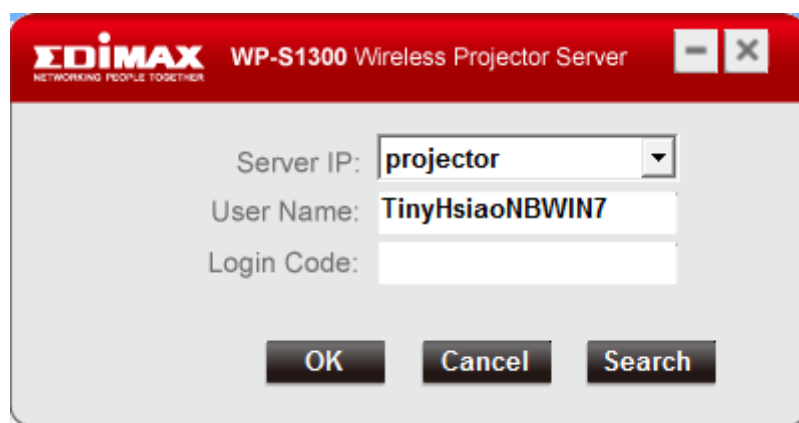 EDIMAX
NETWORKING PEOPLE TOGETHER
WP-S1300 Wireless Projector Server
Server IP: projector
User Name: TinyHsiaoNBWIN7
Login Code:
OK Cancel Search